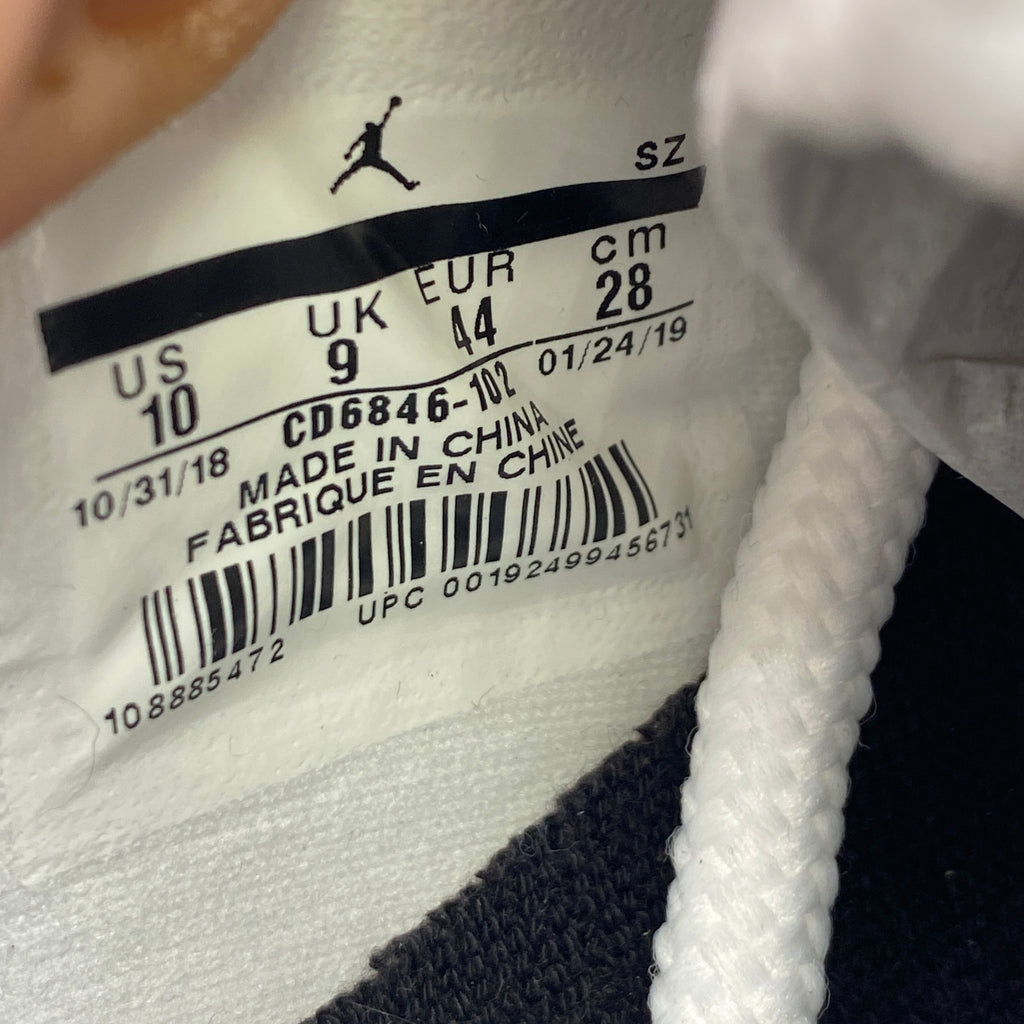 SZ
US UK EUR cm
10 9 44 28
10/31/18 CD6846-102 01/24/19
MADE IN CHINA
FABRIQUE EN CHINE
UPC 00192499456731
108885472